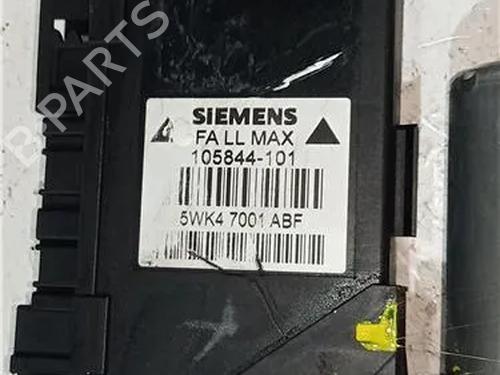 B-PARTS
SIEMENS
FA LL MAX
105844-101
5WK4 7001 ABF